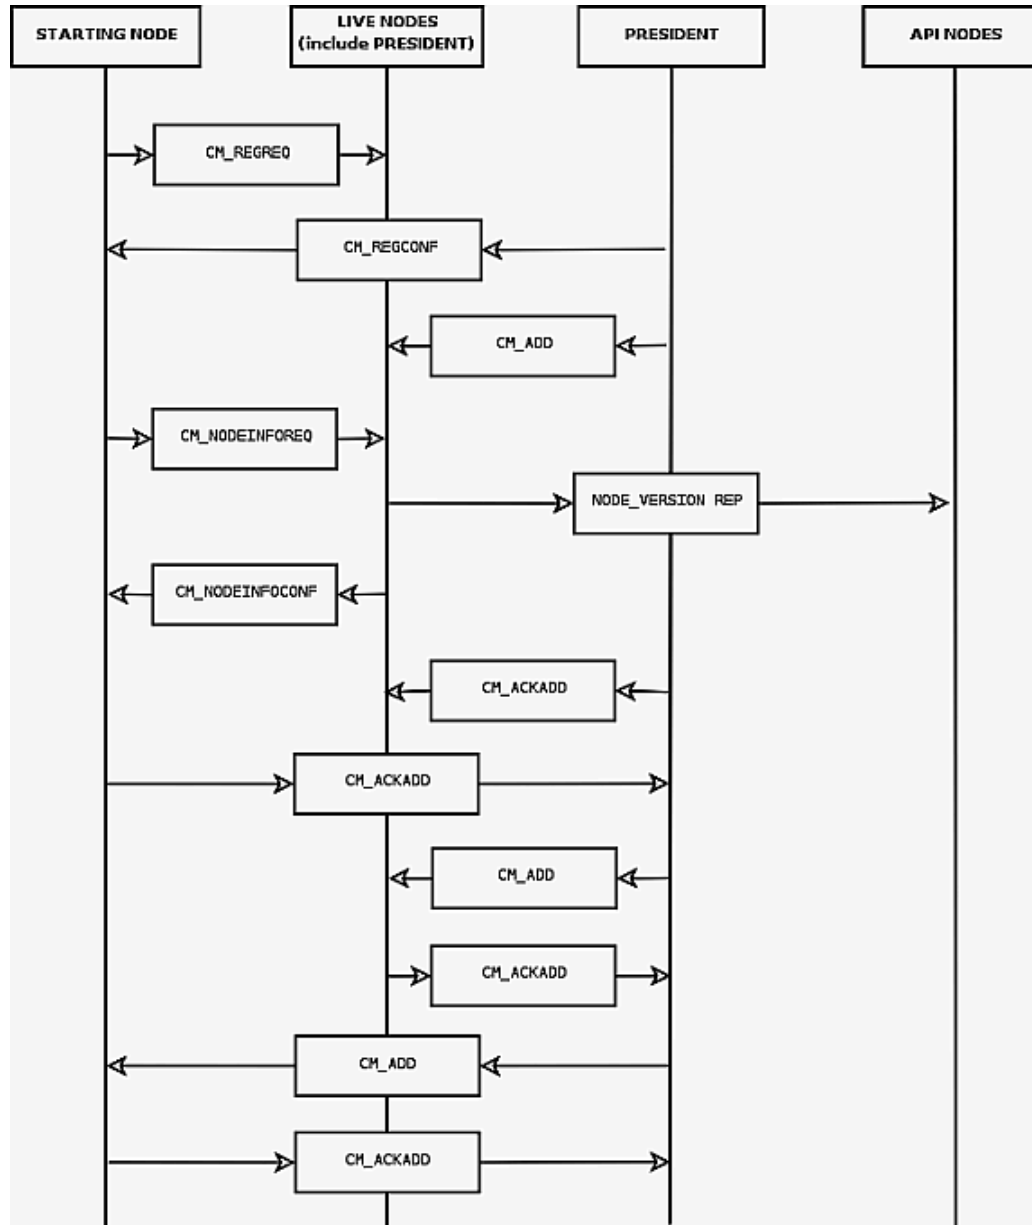 STARTING NODE
LIVE NODES
(include PRESIDENT)
PRESIDENT
API NODES
CM_REGREQ
CM_REGCONF
CM_ADD
CM_NODEINFOREQ
NODE_VERSION REP
CM_NODEINFOCONF
CM_ACKADD
CM_ACKADD
CM_ADD
CM_ACKADD
CM_ADD
CM_ACKADD